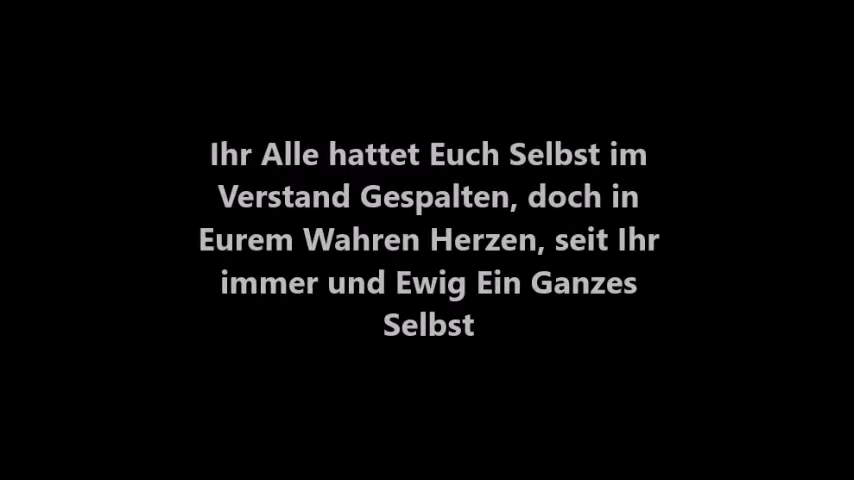 Ihr Alle hattet Euch Selbst im
Verstand Gespalten, doch in
Eurem Wahren Herzen, seit Ihr
immer und Ewig Ein Ganzes
Selbst